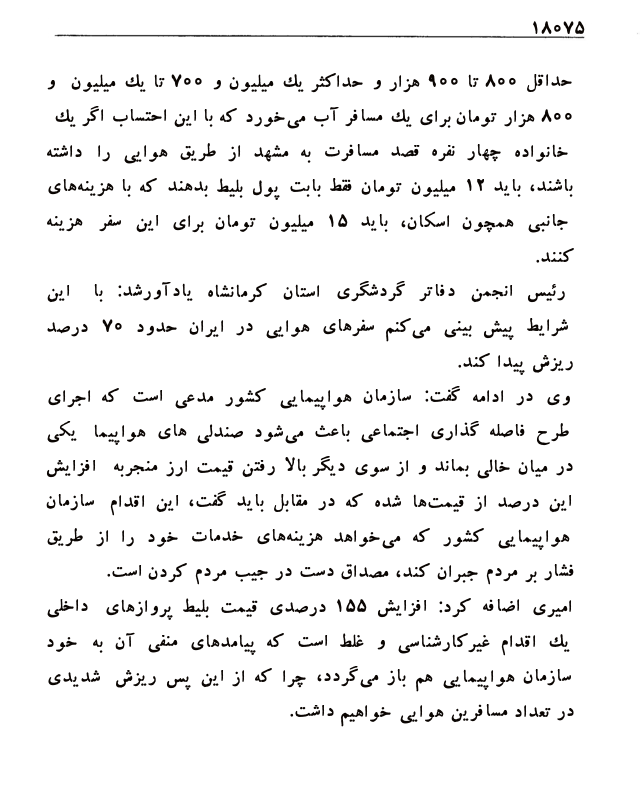 ۱۸۰۷۵
حداقل ۸۰۰ تا ۹۰۰ هزار و حداکثر یك میلیون و ۷۰۰ تا یك میلیون و
۸۰۰ هزار تومان برای یك مسافر آب می‌خورد که با این احتساب اگر یك
خانواده چهار نفره قصد مسافرت به مشهد از طریق هوایی را داشته
باشند، باید ۱۲ میلیون تومان فقط بابت پول بلیط بدهند که با هزینه‌های
جانبی همچون اسکان، باید ۱۵ میلیون تومان برای این سفر هزینه
کنند.
رئیس انجمن دفاتر گردشگری استان کرمانشاه یادآورشد: با این
شرایط پیش بینی می‌کنم سفرهای هوایی در ایران حدود ۷۰ درصد
ریزش پیدا کند.
وی در ادامه گفت: سازمان هواپیمایی کشور مدعی است که اجرای
طرح فاصله گذاری اجتماعی باعث می‌شود صندلی های هواپیما یکی
در میان خالی بماند و از سوی دیگر بالا رفتن قیمت ارز منجربه افزایش
این درصد از قیمت‌ها شده که در مقابل باید گفت، این اقدام سازمان
هواپیمایی کشور که می‌خواهد هزینه‌های خدمات خود را از طریق
فشار بر مردم جبران کند، مصداق دست در جیب مردم کردن است.
امیری اضافه کرد: افزایش ۱۵۵ درصدی قیمت بلیط پروازهای داخلی
یك اقدام غیرکارشناسی و غلط است که پیامدهای منفی آن به خود
سازمان هواپیمایی هم باز می‌گردد، چرا که از این پس ریزش شدیدی
در تعداد مسافرین هوایی خواهیم داشت.